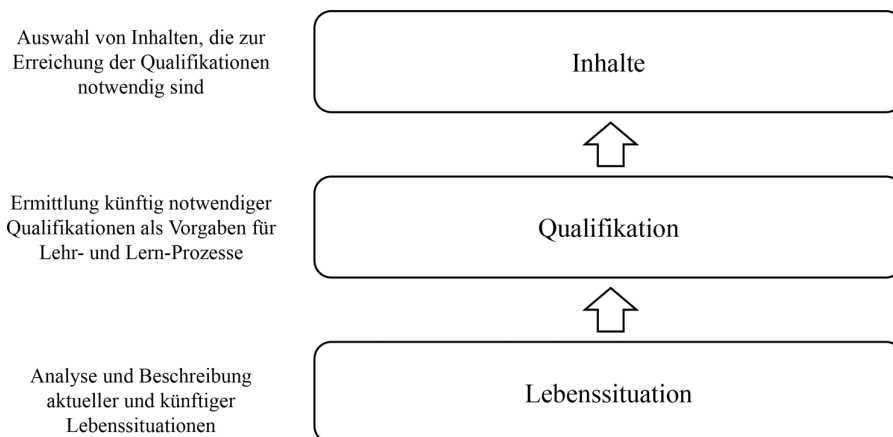 Auswahl von Inhalten, die zur
Erreichung der Qualifikationen
notwendig sind
Inhalte
Ermittlung künftig notwendiger
Qualifikationen als Vorgaben für
Lehr- und Lern-Prozesse
Qualifikation
Analyse und Beschreibung
aktueller und künftiger
Lebenssituationen
Lebenssituation